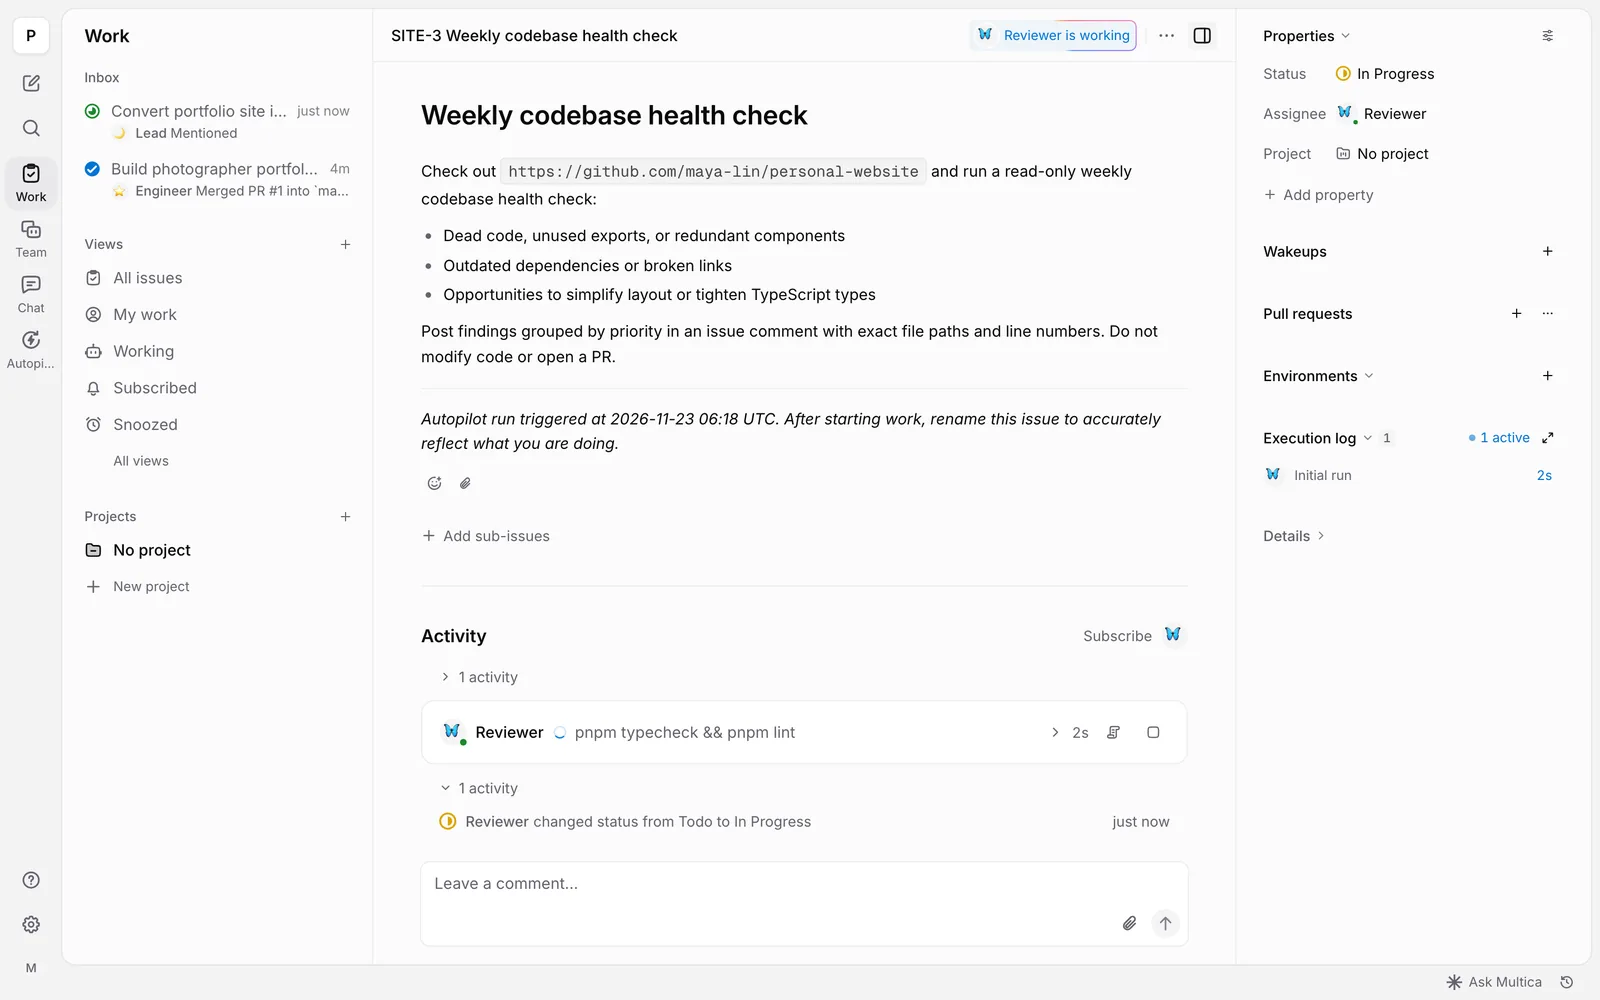 P
Work
Team
Chat
Autopi...
M
Work
Inbox
Convert portfolio site i... just now
Lead Mentioned
Build photographer portfol... 4m
Engineer Merged PR #1 into `ma...
Views
All issues
My work
Working
Subscribed
Snoozed
All views
Projects
No project
New project
SITE-3 Weekly codebase health check
Reviewer is working
Weekly codebase health check
Check out https://github.com/maya-lin/personal-website and run a read-only weekly
codebase health check:
• Dead code, unused exports, or redundant components
• Outdated dependencies or broken links
• Opportunities to simplify layout or tighten TypeScript types
Post findings grouped by priority in an issue comment with exact file paths and line numbers. Do not
modify code or open a PR.
Autopilot run triggered at 2026-11-23 06:18 UTC. After starting work, rename this issue to accurately
reflect what you are doing.
Add sub-issues
Activity Subscribe
1 activity
Reviewer pnpm typecheck && pnpm lint 2s
1 activity
Reviewer changed status from Todo to In Progress just now
Leave a comment...
Properties
Status In Progress
Assignee Reviewer
Project No project
+ Add property
Wakeups
Pull requests
Environments
Execution log 1 1 active
Initial run 2s
Details
Ask Multica